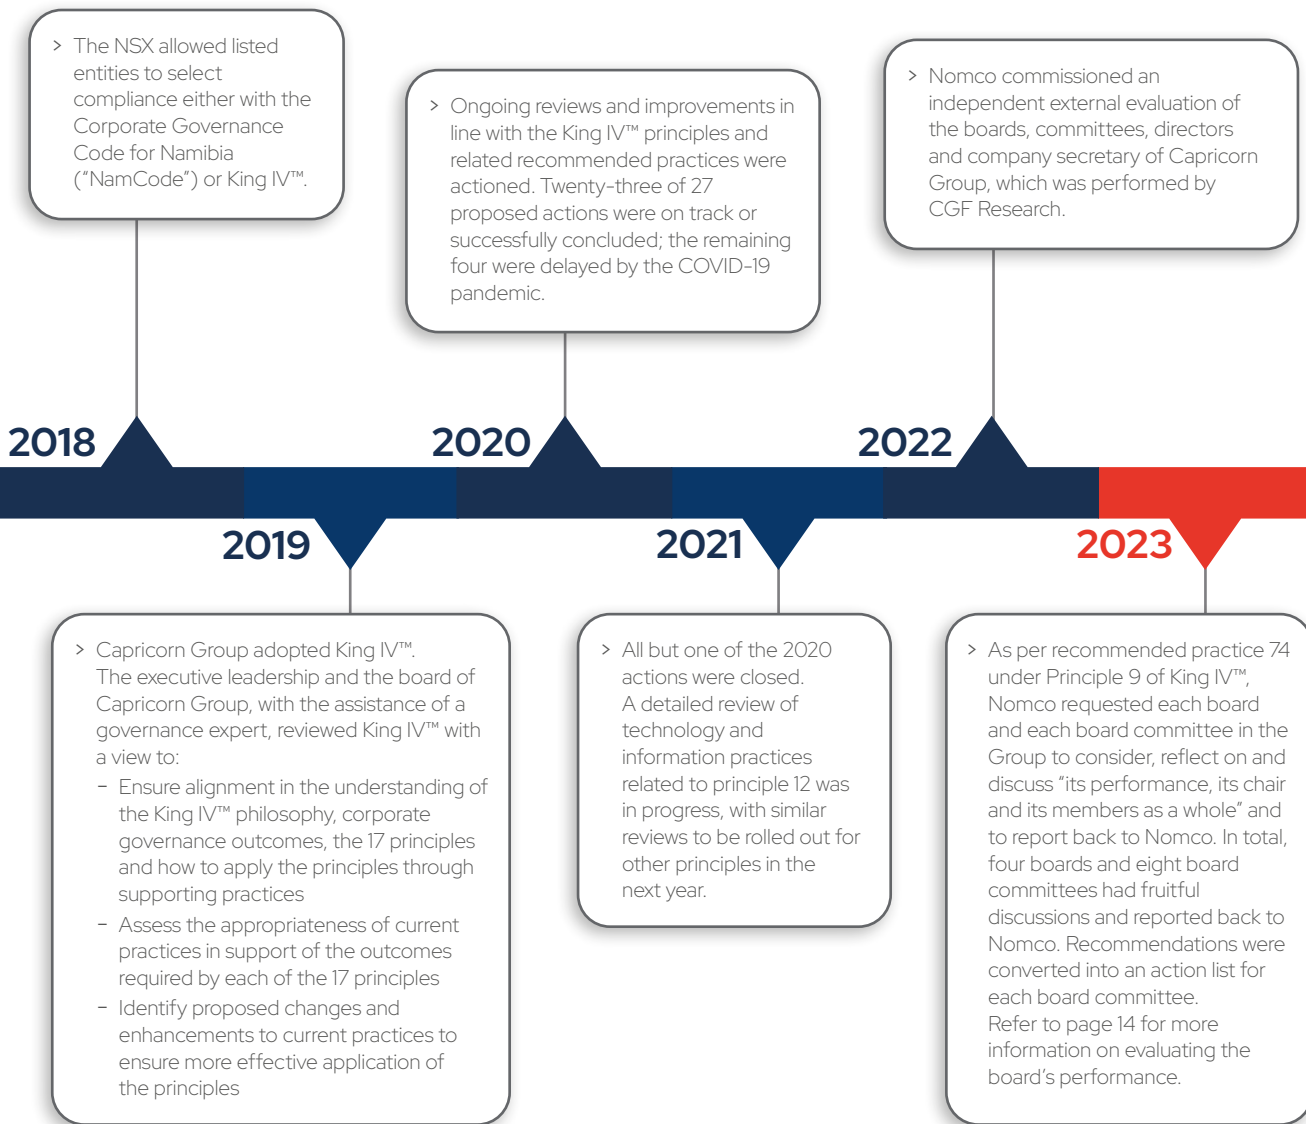 2018
> The NSX allowed listed
entities to select
compliance either with the
Corporate Governance
Code for Namibia
(“NamCode”) or King IV™.
2019
> Capricorn Group adopted King IV™.
The executive leadership and the board of
Capricorn Group, with the assistance of a
governance expert, reviewed King IV™ with
a view to:
- Ensure alignment in the understanding of
the King IV™ philosophy, corporate
governance outcomes, the 17 principles
and how to apply the principles through
supporting practices
- Assess the appropriateness of current
practices in support of the outcomes
required by each of the 17 principles
- Identify proposed changes and
enhancements to current practices to
ensure more effective application of
the principles
2020
> Ongoing reviews and improvements in
line with the King IV™ principles and
related recommended practices were
actioned. Twenty-three of 27
proposed actions were on track or
successfully concluded; the remaining
four were delayed by the COVID-19
pandemic.
2021
> All but one of the 2020
actions were closed.
A detailed review of
technology and
information practices
related to principle 12 was
in progress, with similar
reviews to be rolled out for
other principles in the
next year.
2022
> Nomco commissioned an
independent external evaluation of
the boards, committees, directors
and company secretary of Capricorn
Group, which was performed by
CGF Research.
2023
> As per recommended practice 74
under Principle 9 of King IV™,
Nomco requested each board
and each board committee in the
Group to consider, reflect on and
discuss “its performance, its chair
and its members as a whole” and
to report back to Nomco. In total,
four boards and eight board
committees had fruitful
discussions and reported back to
Nomco. Recommendations were
converted into an action list for
each board committee.
Refer to page 14 for more
information on evaluating the
board’s performance.